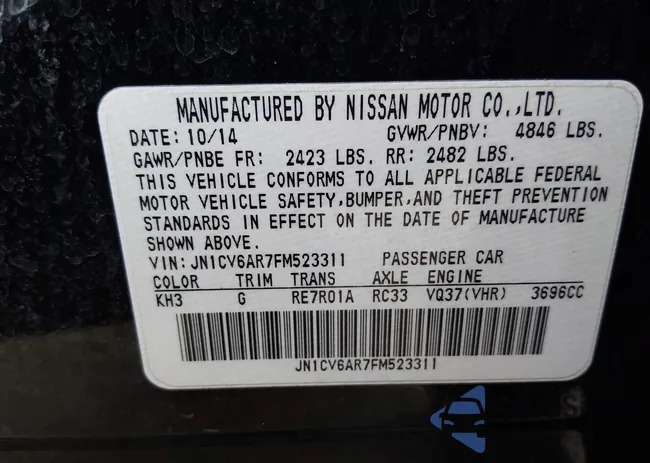 MANUFACTURED BY NISSAN MOTOR CO.,LTD.
DATE: 10/14 GVWR/PNBV: 4846 LBS.
GAWR/PNBE FR: 2423 LBS. RR: 2482 LBS.
THIS VEHICLE CONFORMS TO ALL APPLICABLE FEDERAL
MOTOR VEHICLE SAFETY,BUMPER,AND THEFT PREVENTION
STANDARDS IN EFFECT ON THE DATE OF MANUFACTURE
SHOWN ABOVE.
VIN: JN1CV6AR7FM523311 PASSENGER CAR
COLOR TRIM TRANS AXLE ENGINE
KH3 G RE7R01A RC33 VQ37(VHR) 3696CC
JN1CV6AR7FM523311